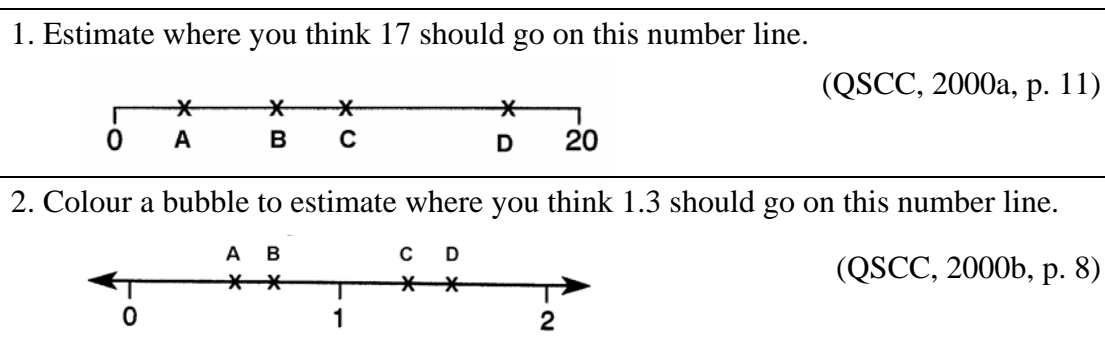 1. Estimate where you think 17 should go on this number line.
(QSCC, 2000a, p. 11)
0 A B C D 20
2. Colour a bubble to estimate where you think 1.3 should go on this number line.
A B C D
(QSCC, 2000b, p. 8)
0 1 2